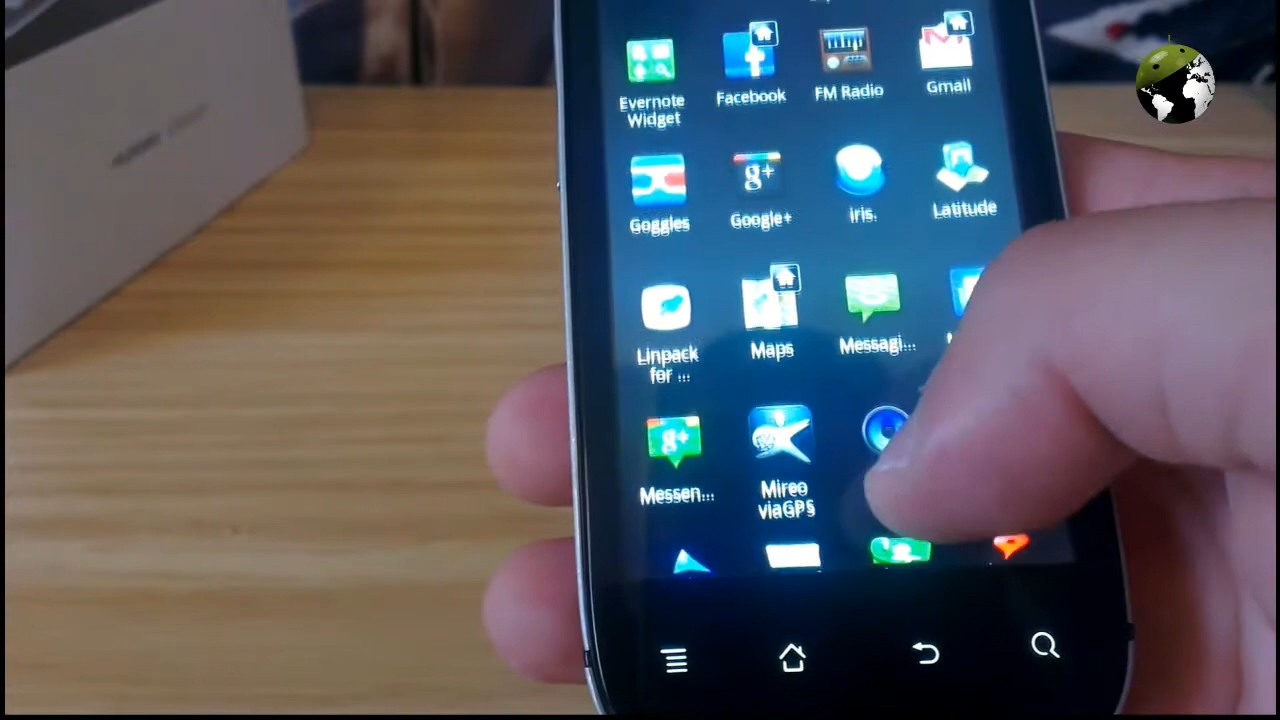 Evernote
Widget
Facebook
FM Radio
Gmail
Goggles
g+
Google+
iris.
Latitude
Linpack
for ...
Maps
Messagi...
g+
Messen...
Mireo
viaGPS